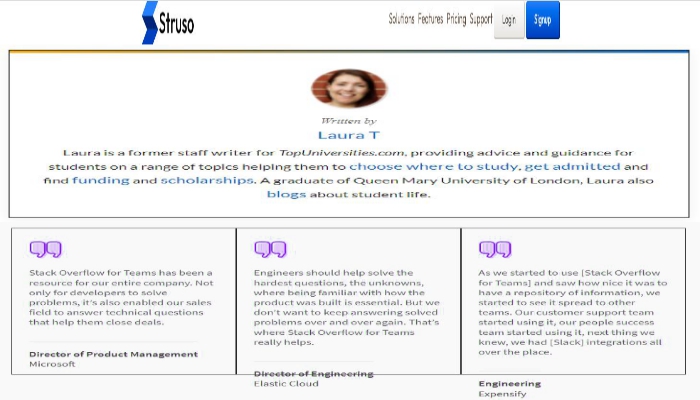 Struso
Solutions Features Pricing Support Login Signup
Written by
Laura T
Laura is a former staff writer for TopUniversities.com, providing advice and guidance for
students on a range of topics helping them to choose where to study, get admitted and
find funding and scholarships. A graduate of Queen Mary University of London, Laura also
blogs about student life.
Stack Overflow for Teams has been a
resource for our entire company. Not
only for developers to solve
problems, it's also enabled our sales
field to answer technical questions
that help them close deals.
Director of Product Management
Microsoft
Engineers should help solve the
hardest questions, the unknowns,
where being familiar with how the
product was built is essential. But we
don't want to keep answering solved
problems over and over again. That's
where Stack Overflow for Teams
really helps.
Director of Engineering
Elastic Cloud
As we started to use [Stack Overflow
for Teams] and saw how nice it was to
have a repository of information, we
started to see it spread to other
teams. Our customer support team
started using it, our people success
team started using it, next thing we
knew, we had [Slack] integrations all
over the place.
Engineering
Expensify